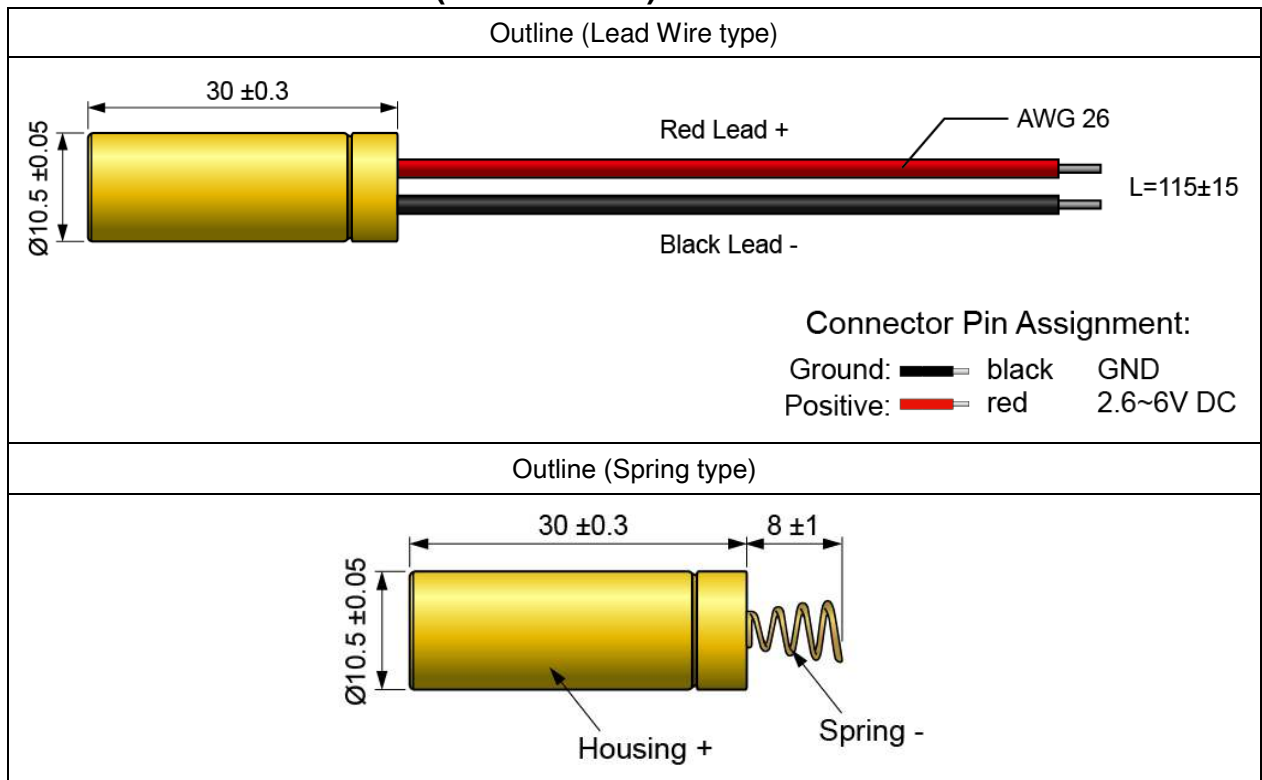 Outline (Lead Wire type)
30 ±0.3
Ø10.5 ±0.05
Red Lead +
AWG 26
L=115±15
Black Lead -
Connector Pin Assignment:
Ground: black GND
Positive: red 2.6~6V DC
Outline (Spring type)
30 ±0.3
8 ±1
Ø10.5 ±0.05
Spring -
Housing +